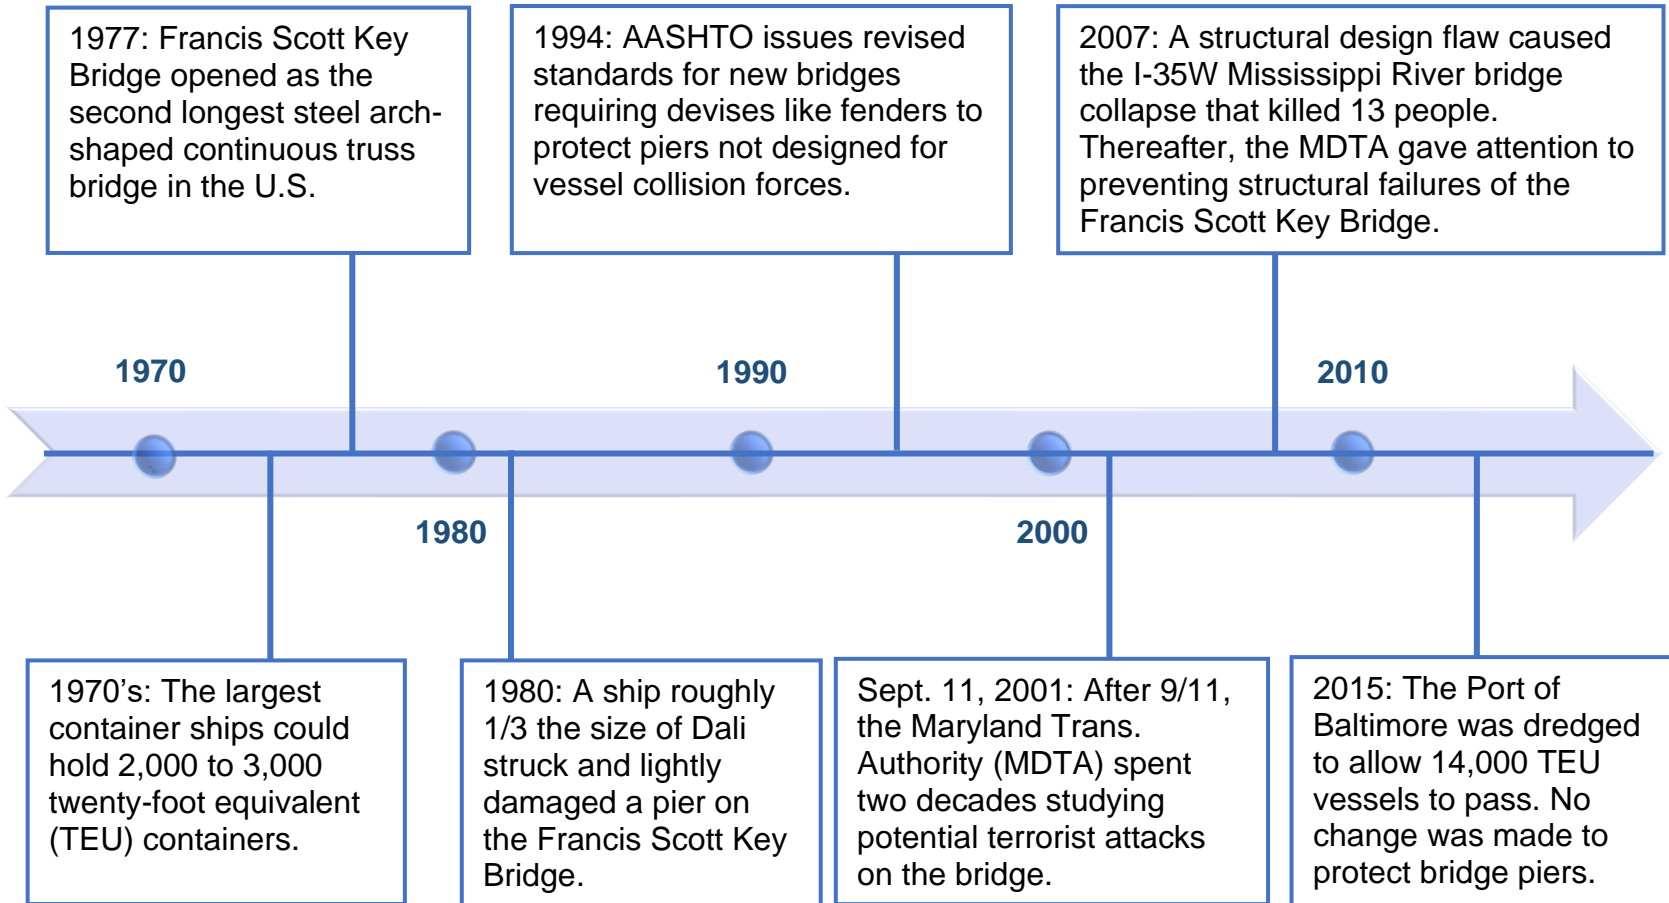 1977: Francis Scott Key
Bridge opened as the
second longest steel arch-
shaped continuous truss
bridge in the U.S.
1994: AASHTO issues revised
standards for new bridges
requiring devises like fenders to
protect piers not designed for
vessel collision forces.
2007: A structural design flaw caused
the I-35W Mississippi River bridge
collapse that killed 13 people.
Thereafter, the MDTA gave attention to
preventing structural failures of the
Francis Scott Key Bridge.
1970
1990
2010
1980
2000
1970’s: The largest
container ships could
hold 2,000 to 3,000
twenty-foot equivalent
(TEU) containers.
1980: A ship roughly
1/3 the size of Dali
struck and lightly
damaged a pier on
the Francis Scott Key
Bridge.
Sept. 11, 2001: After 9/11,
the Maryland Trans.
Authority (MDTA) spent
two decades studying
potential terrorist attacks
on the bridge.
2015: The Port of
Baltimore was dredged
to allow 14,000 TEU
vessels to pass. No
change was made to
protect bridge piers.